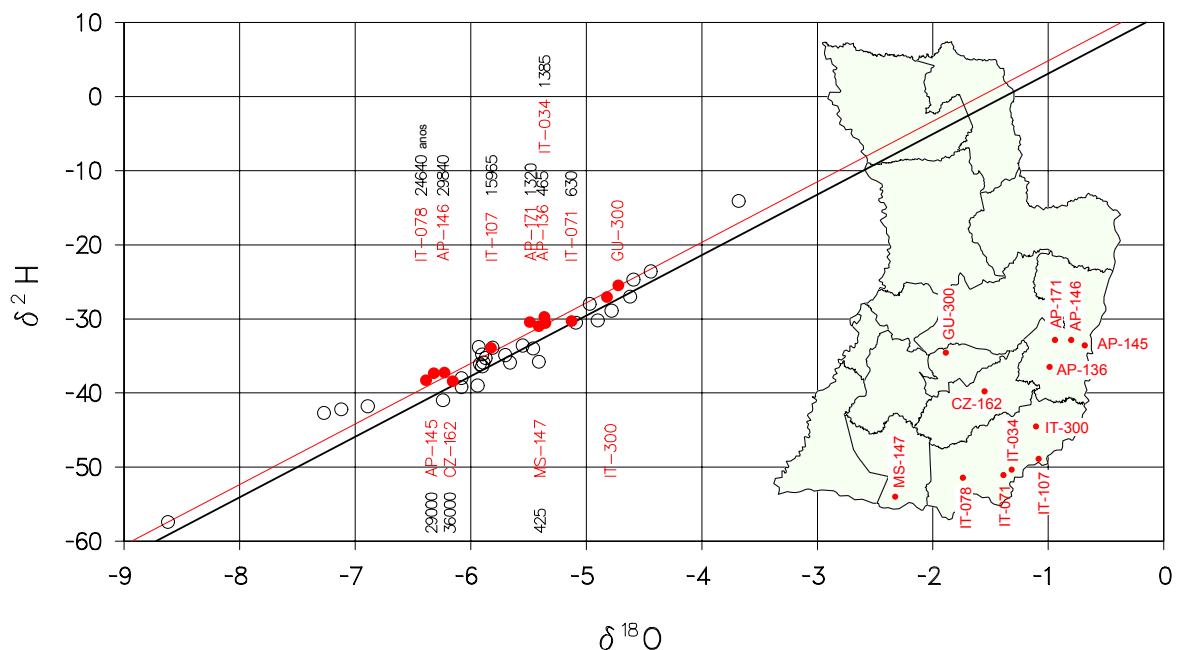 10
0
-10
-20
-30
-40
-50
-60
δ ² H
-9
-8
-7
-6
-5
-4
-3
-2
-1
0
δ ¹⁸O
IT-078 24640 anos
AP-146 29840
IT-107 15965
AP-171 1320
AP-136 465
IT-034 1385
IT-071 630
GU-300
29000 AP-145
36000 CZ-162
425 MS-147
IT-300
GU-300
AP-171
AP-146
AP-145
AP-136
CZ-162
IT-300
IT-034
MS-147
IT-078
IT-071
IT-107